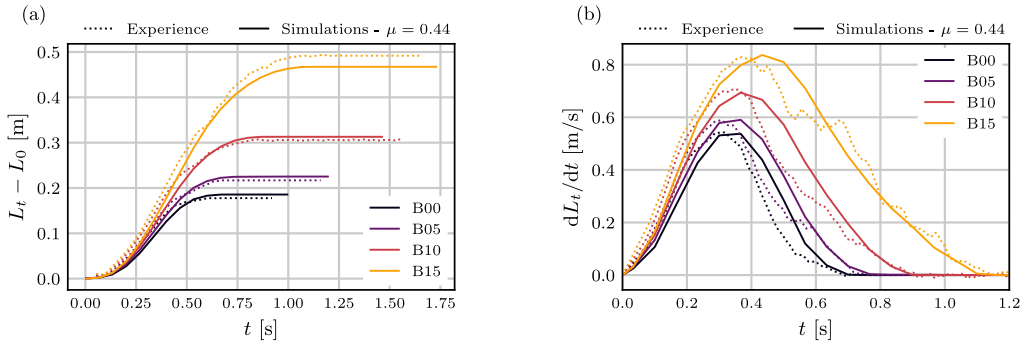 (a)
Experience Simulations - μ = 0.44
0.5
0.4
0.3
0.2
0.1
0.0
L_t − L_0 [m]
B00
B05
B10
B15
0.00 0.25 0.50 0.75 1.00 1.25 1.50 1.75
t [s]
(b)
Experience Simulations - μ = 0.44
0.8
0.6
0.4
0.2
0.0
dL_t/dt [m/s]
B00
B05
B10
B15
0.0 0.2 0.4 0.6 0.8 1.0 1.2
t [s]